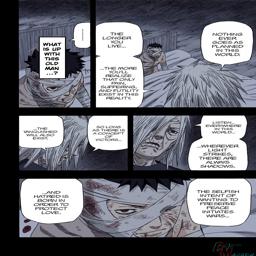 WHAT IS
UP WITH
THIS
OLD
MAN
...?
THE
LONGER
YOU
LIVE...
...THE MORE
YOU'LL
REALIZE
THAT ONLY
PAIN,
SUFFERING,
AND FUTILITY
EXIST IN THIS
REALITY.
NOTHING
EVER
GOES AS
PLANNED IN
THIS WORLD.
LISTEN...
EVERYWHERE
IN THIS
WORLD...
...WHEREVER
LIGHT
SHINES,
THERE ARE
ALWAYS
SHADOWS.
SO LONG
AS THERE IS
A CONCEPT
OF
VICTORS...
...THE
VANQUISHED
WILL ALSO
EXIST.
THE SELFISH
INTENT OF
WANTING TO
PRESERVE
PEACE
INITIATES
WARS...
...AND
HATRED IS
BORN IN
ORDER TO
PROTECT
LOVE.